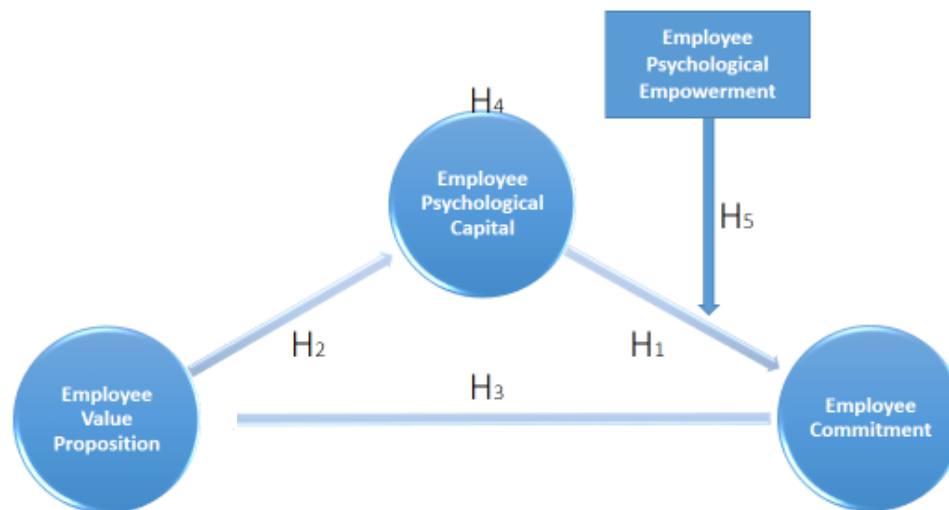 Employee
Psychological
Empowerment
H4
Employee
Psychological
Capital
H5
H2
H1
H3
Employee
Value
Proposition
Employee
Commitment